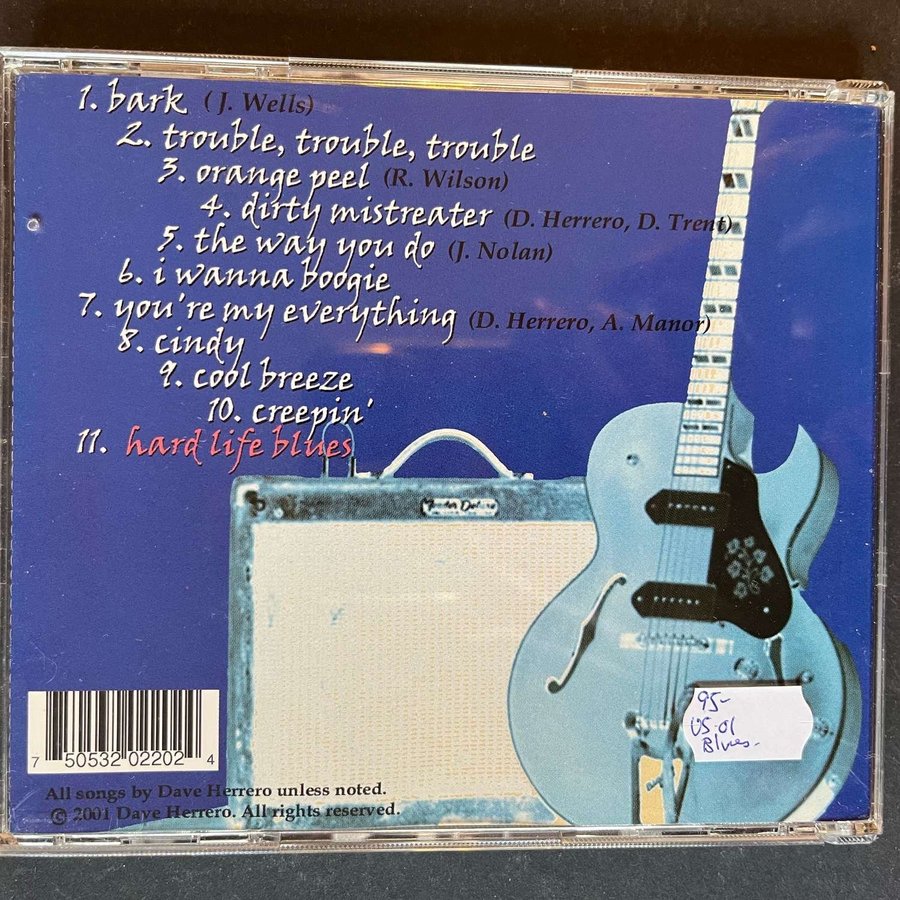 1. bark (J. Wells)
2. trouble, trouble, trouble
3. orange peel (R. Wilson)
4. dirty mistreater (D. Herrero, D. Trent)
5. the way you do (J. Nolan)
6. i wanna boogie
7. you're my everything (D. Herrero, A. Manor)
8. cindy
9. cool breeze
10. creepin'
11. hard life blues
Fender Deluxe
95-
US-01
Blues-
7 50532 02202 4
All songs by Dave Herrero unless noted.
© 2001 Dave Herrero. All rights reserved.